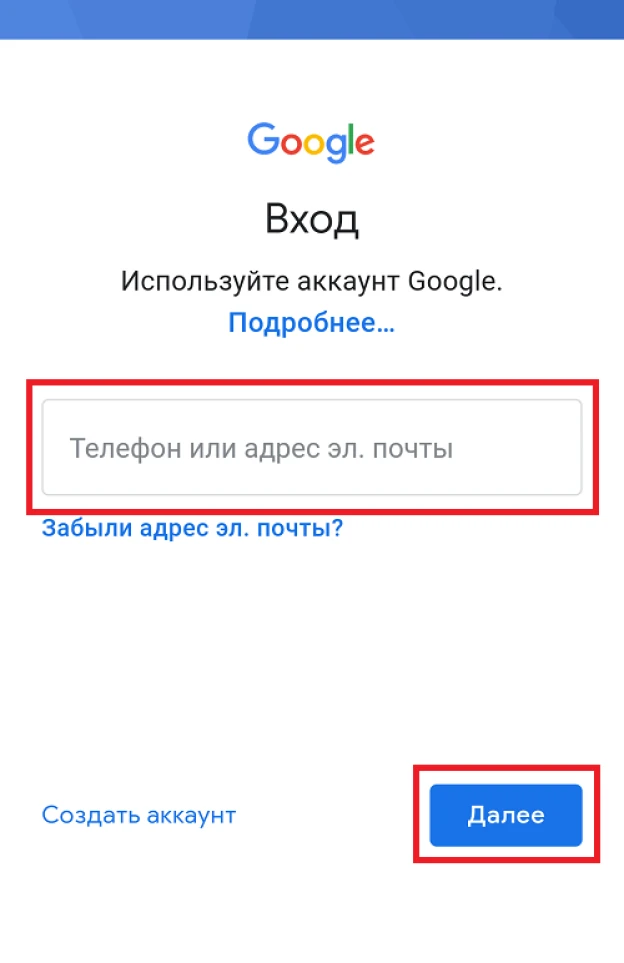 Google
Вход
Используйте аккаунт Google.
Подробнее...
Телефон или адрес эл. почты
Забыли адрес эл. почты?
Создать аккаунт
Далее